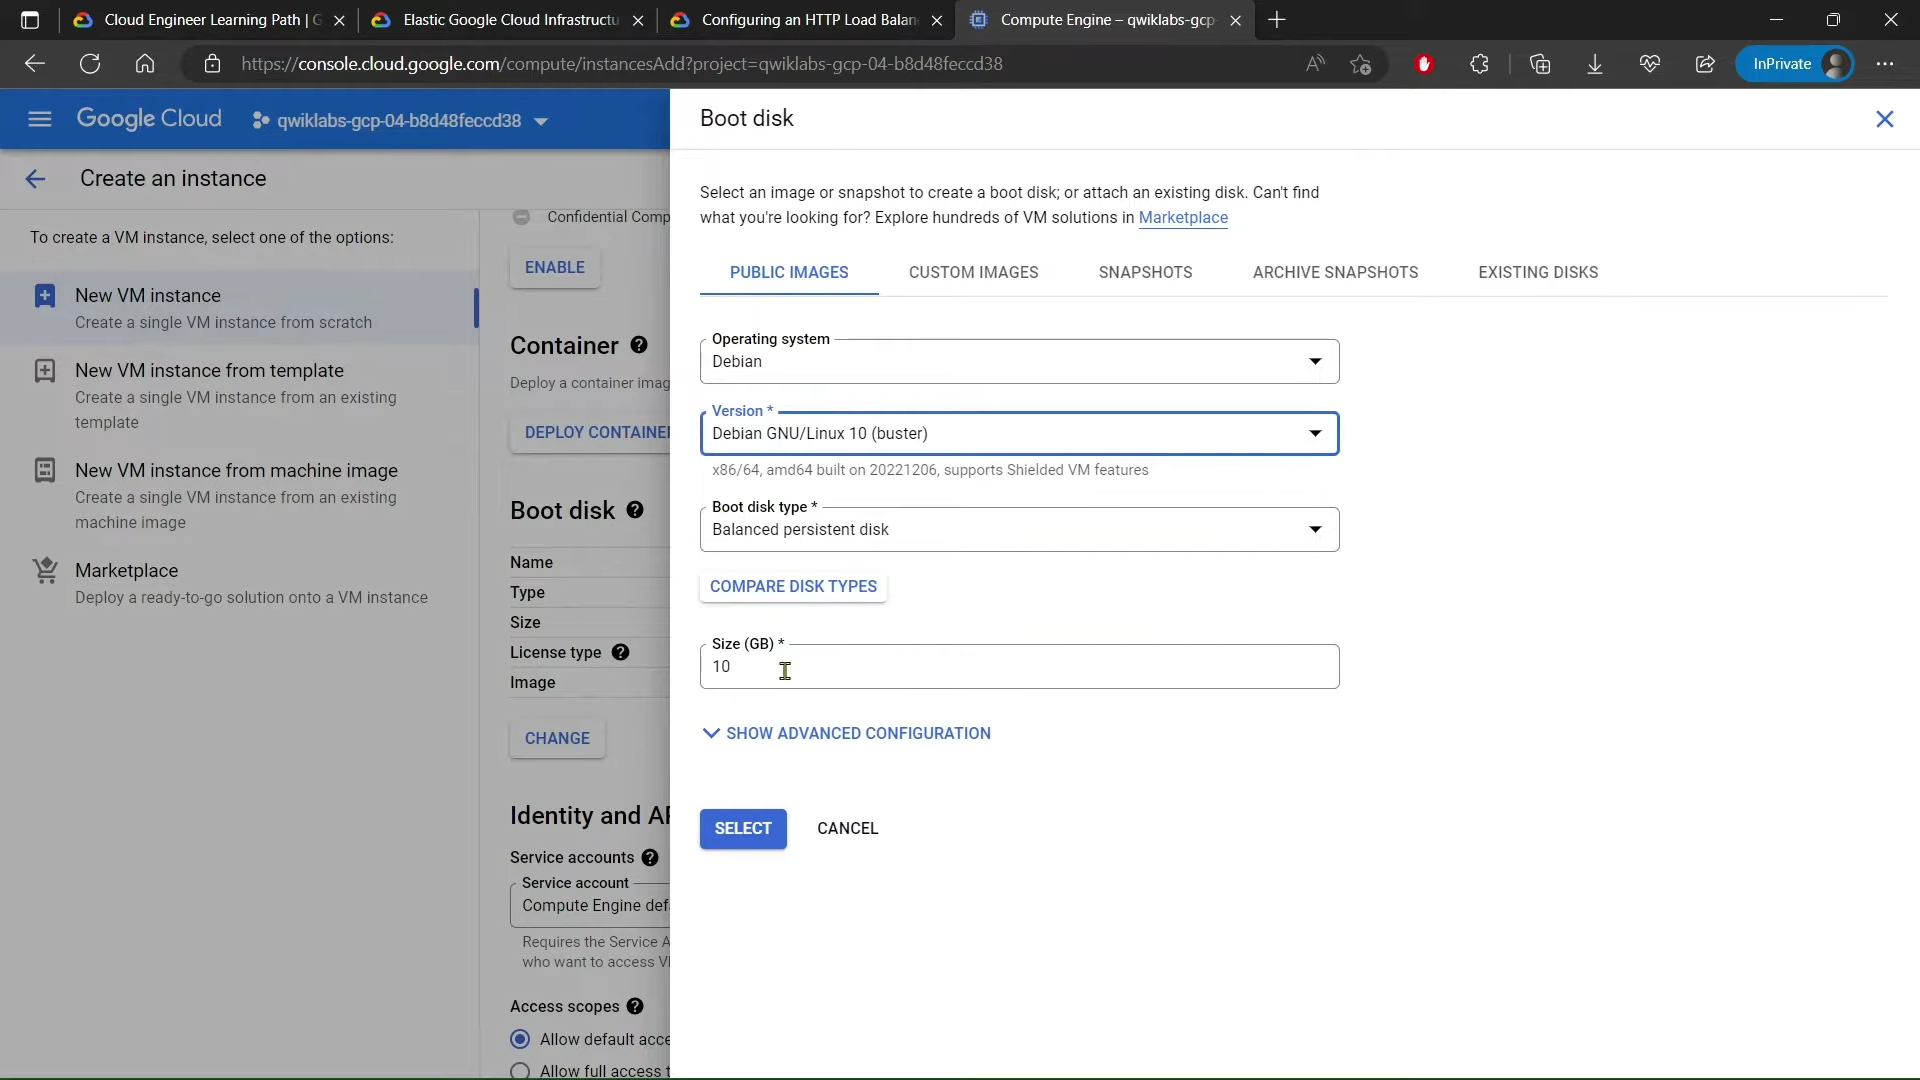 Cloud Engineer Learning Path | G
Elastic Google Cloud Infrastructu
Configuring an HTTP Load Balan
Compute Engine – qwiklabs-gcp-
https://console.cloud.google.com/compute/instancesAdd?project=qwiklabs-gcp-04-b8d48feccd38
InPrivate
Google Cloud
qwiklabs-gcp-04-b8d48feccd38
Create an instance
To create a VM instance, select one of the options:
New VM instance
Create a single VM instance from scratch
New VM instance from template
Create a single VM instance from an existing
template
New VM instance from machine image
Create a single VM instance from an existing
machine image
Marketplace
Deploy a ready-to-go solution onto a VM instance
Confidential Comp
ENABLE
Container
Deploy a container imag
DEPLOY CONTAINE
Boot disk
Name
Type
Size
License type
Image
CHANGE
Identity and AP
Service accounts
Service account
Compute Engine def
Requires the Service A
who want to access V
Access scopes
Allow default acce
Allow full access t
Boot disk
Select an image or snapshot to create a boot disk; or attach an existing disk. Can't find
what you're looking for? Explore hundreds of VM solutions in Marketplace
PUBLIC IMAGES
CUSTOM IMAGES
SNAPSHOTS
ARCHIVE SNAPSHOTS
EXISTING DISKS
Operating system
Debian
Version *
Debian GNU/Linux 10 (buster)
x86/64, amd64 built on 20221206, supports Shielded VM features
Boot disk type *
Balanced persistent disk
COMPARE DISK TYPES
Size (GB) *
10
SHOW ADVANCED CONFIGURATION
SELECT
CANCEL